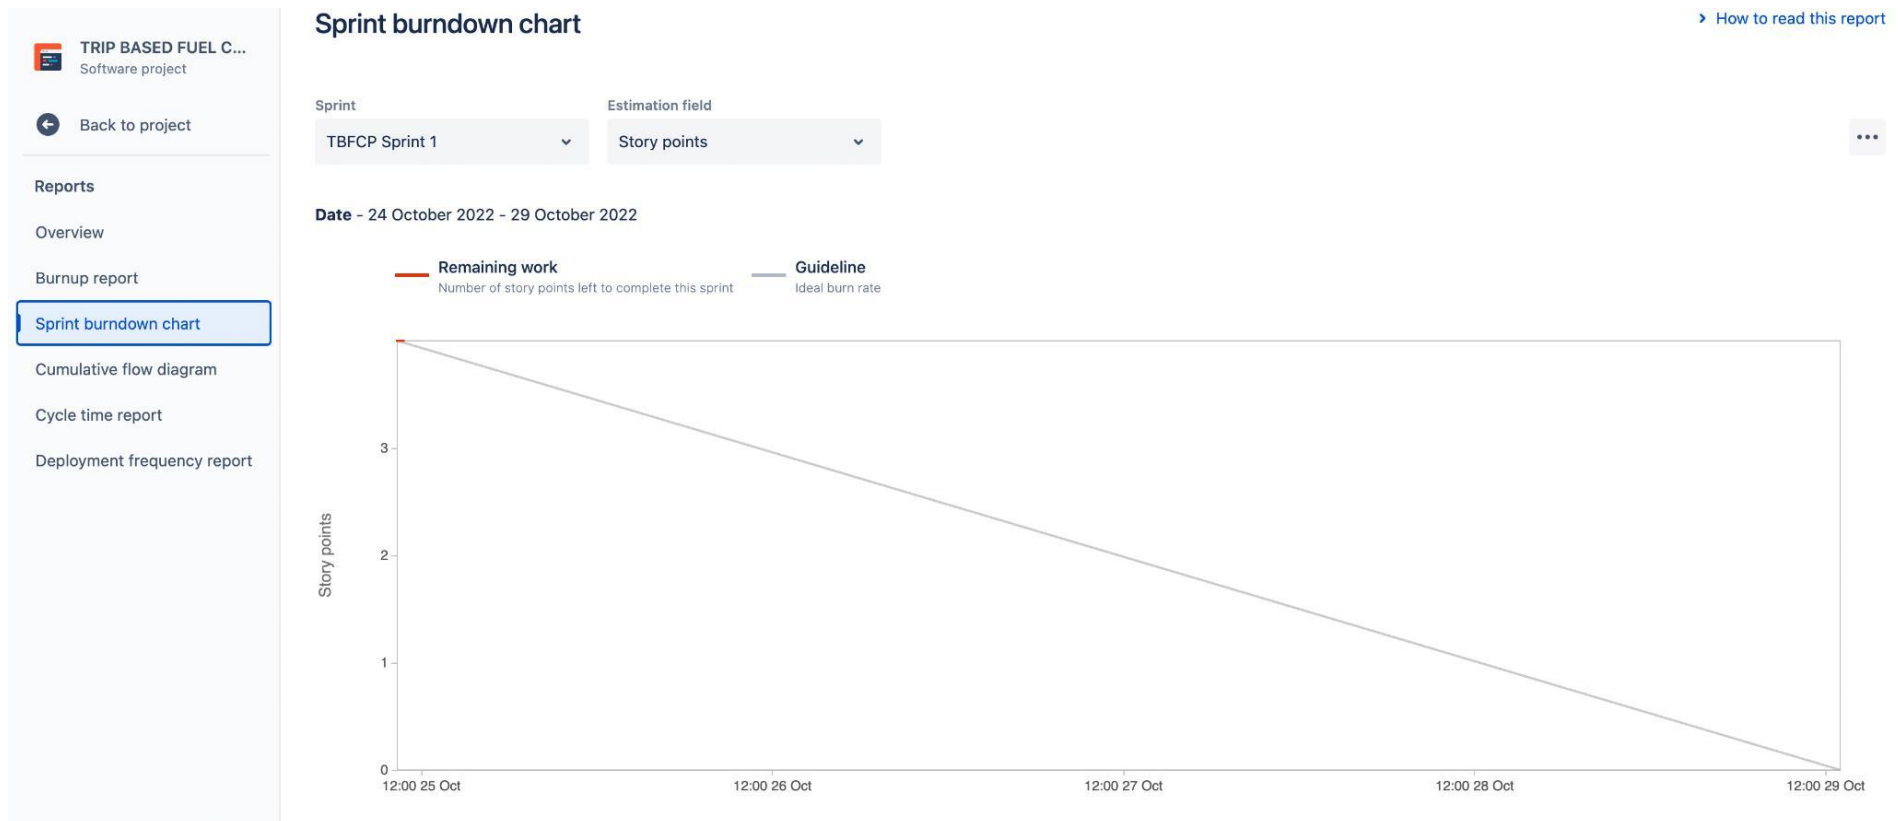 TRIP BASED FUEL C...
Software project
Back to project
Reports
Overview
Burnup report
Sprint burndown chart
Cumulative flow diagram
Cycle time report
Deployment frequency report
Sprint burndown chart
How to read this report
Sprint
Estimation field
TBFCP Sprint 1
Story points
Date - 24 October 2022 - 29 October 2022
Remaining work
Number of story points left to complete this sprint
Guideline
Ideal burn rate
Story points
3
2
1
0
12:00 25 Oct
12:00 26 Oct
12:00 27 Oct
12:00 28 Oct
12:00 29 Oct